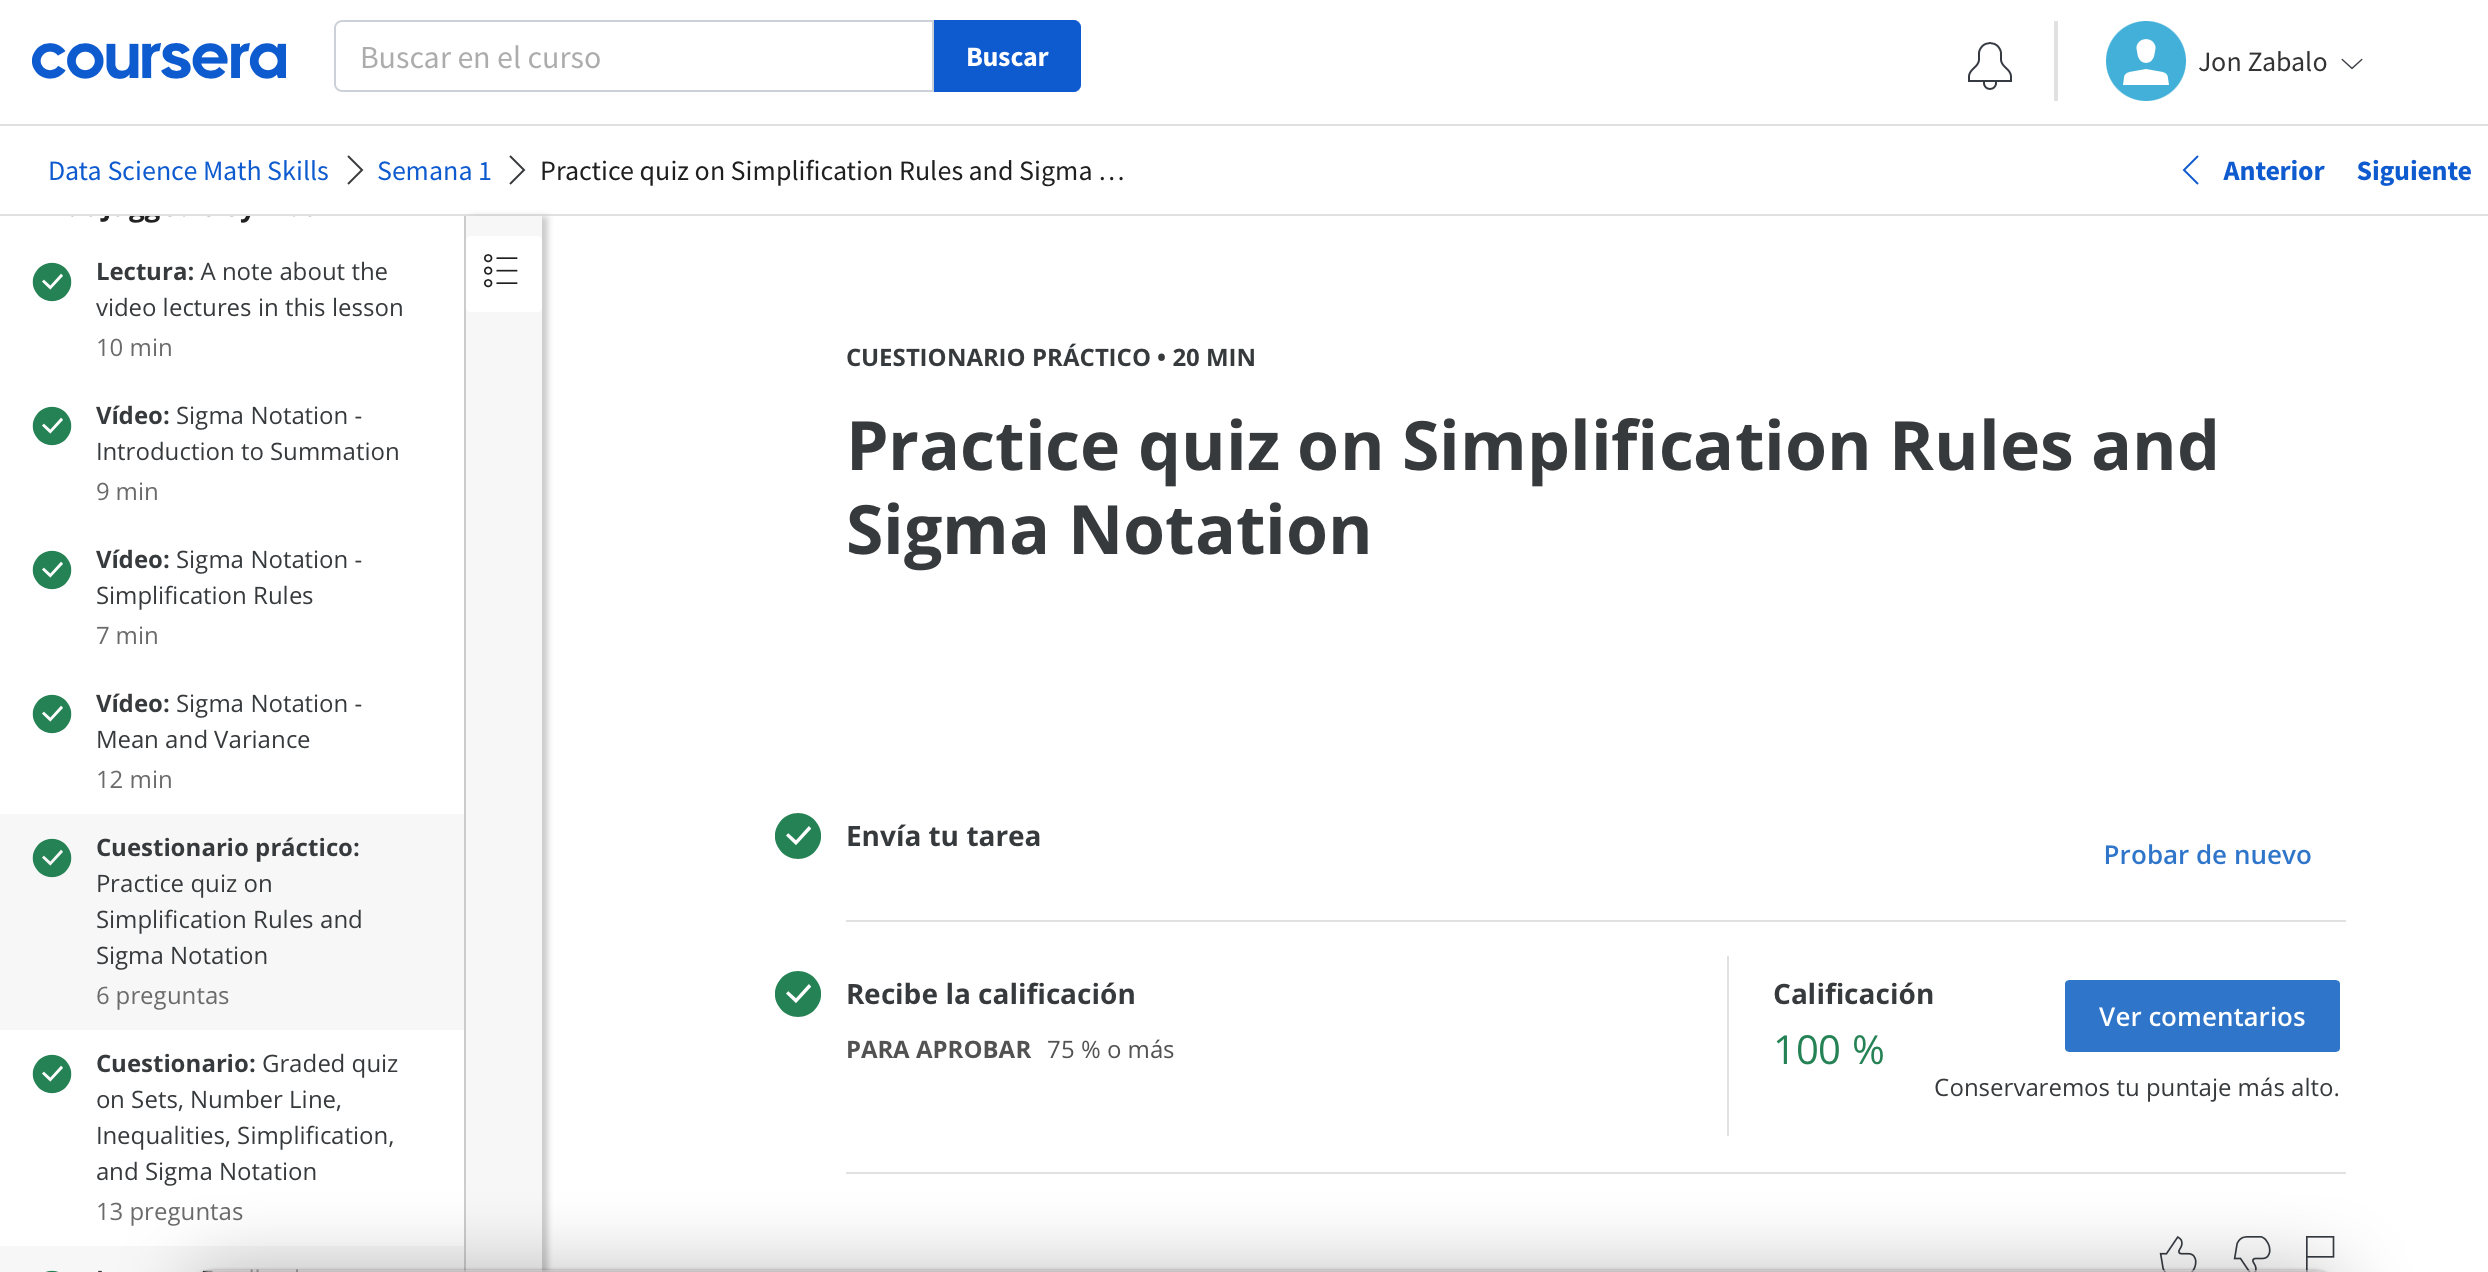 coursera
Buscar en el curso
Buscar
Jon Zabalo
Data Science Math Skills
Semana 1
Practice quiz on Simplification Rules and Sigma …
Anterior
Siguiente
Lectura: A note about the
video lectures in this lesson
10 min
Vídeo: Sigma Notation -
Introduction to Summation
9 min
Vídeo: Sigma Notation -
Simplification Rules
7 min
Vídeo: Sigma Notation -
Mean and Variance
12 min
Cuestionario práctico:
Practice quiz on
Simplification Rules and
Sigma Notation
6 preguntas
Cuestionario: Graded quiz
on Sets, Number Line,
Inequalities, Simplification,
and Sigma Notation
13 preguntas
CUESTIONARIO PRÁCTICO • 20 MIN
Practice quiz on Simplification Rules and
Sigma Notation
Envía tu tarea
Probar de nuevo
Recibe la calificación
PARA APROBAR 75 % o más
Calificación
100 %
Ver comentarios
Conservaremos tu puntaje más alto.